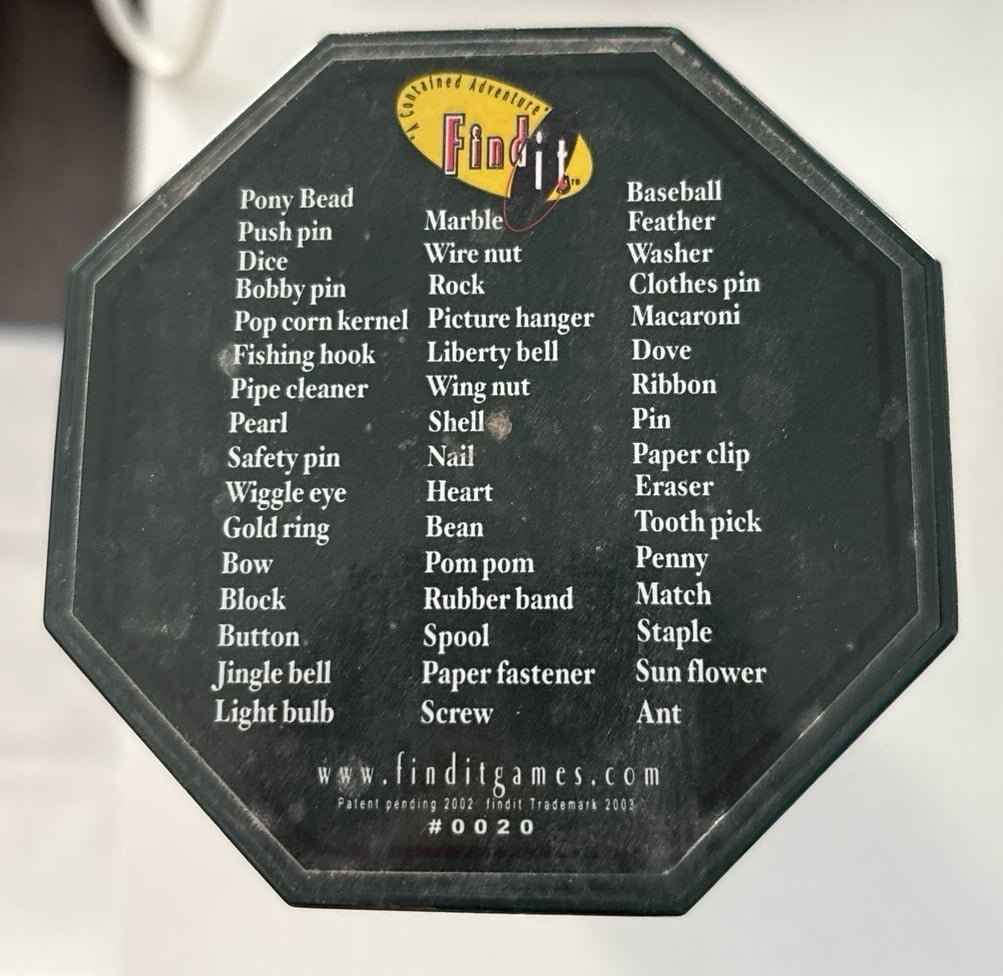 "A Contained Adventure"
Findit
Pony Bead
Push pin
Dice
Bobby pin
Pop corn kernel
Fishing hook
Pipe cleaner
Pearl
Safety pin
Wiggle eye
Gold ring
Bow
Block
Button
Jingle bell
Light bulb
Marble
Wire nut
Rock
Picture hanger
Liberty bell
Wing nut
Shell
Nail
Heart
Bean
Pom pom
Rubber band
Spool
Paper fastener
Screw
Baseball
Feather
Washer
Clothes pin
Macaroni
Dove
Ribbon
Pin
Paper clip
Eraser
Tooth pick
Penny
Match
Staple
Sun flower
Ant
www.finditgames.com
Patent pending 2002 findit Trademark 2003
#0020